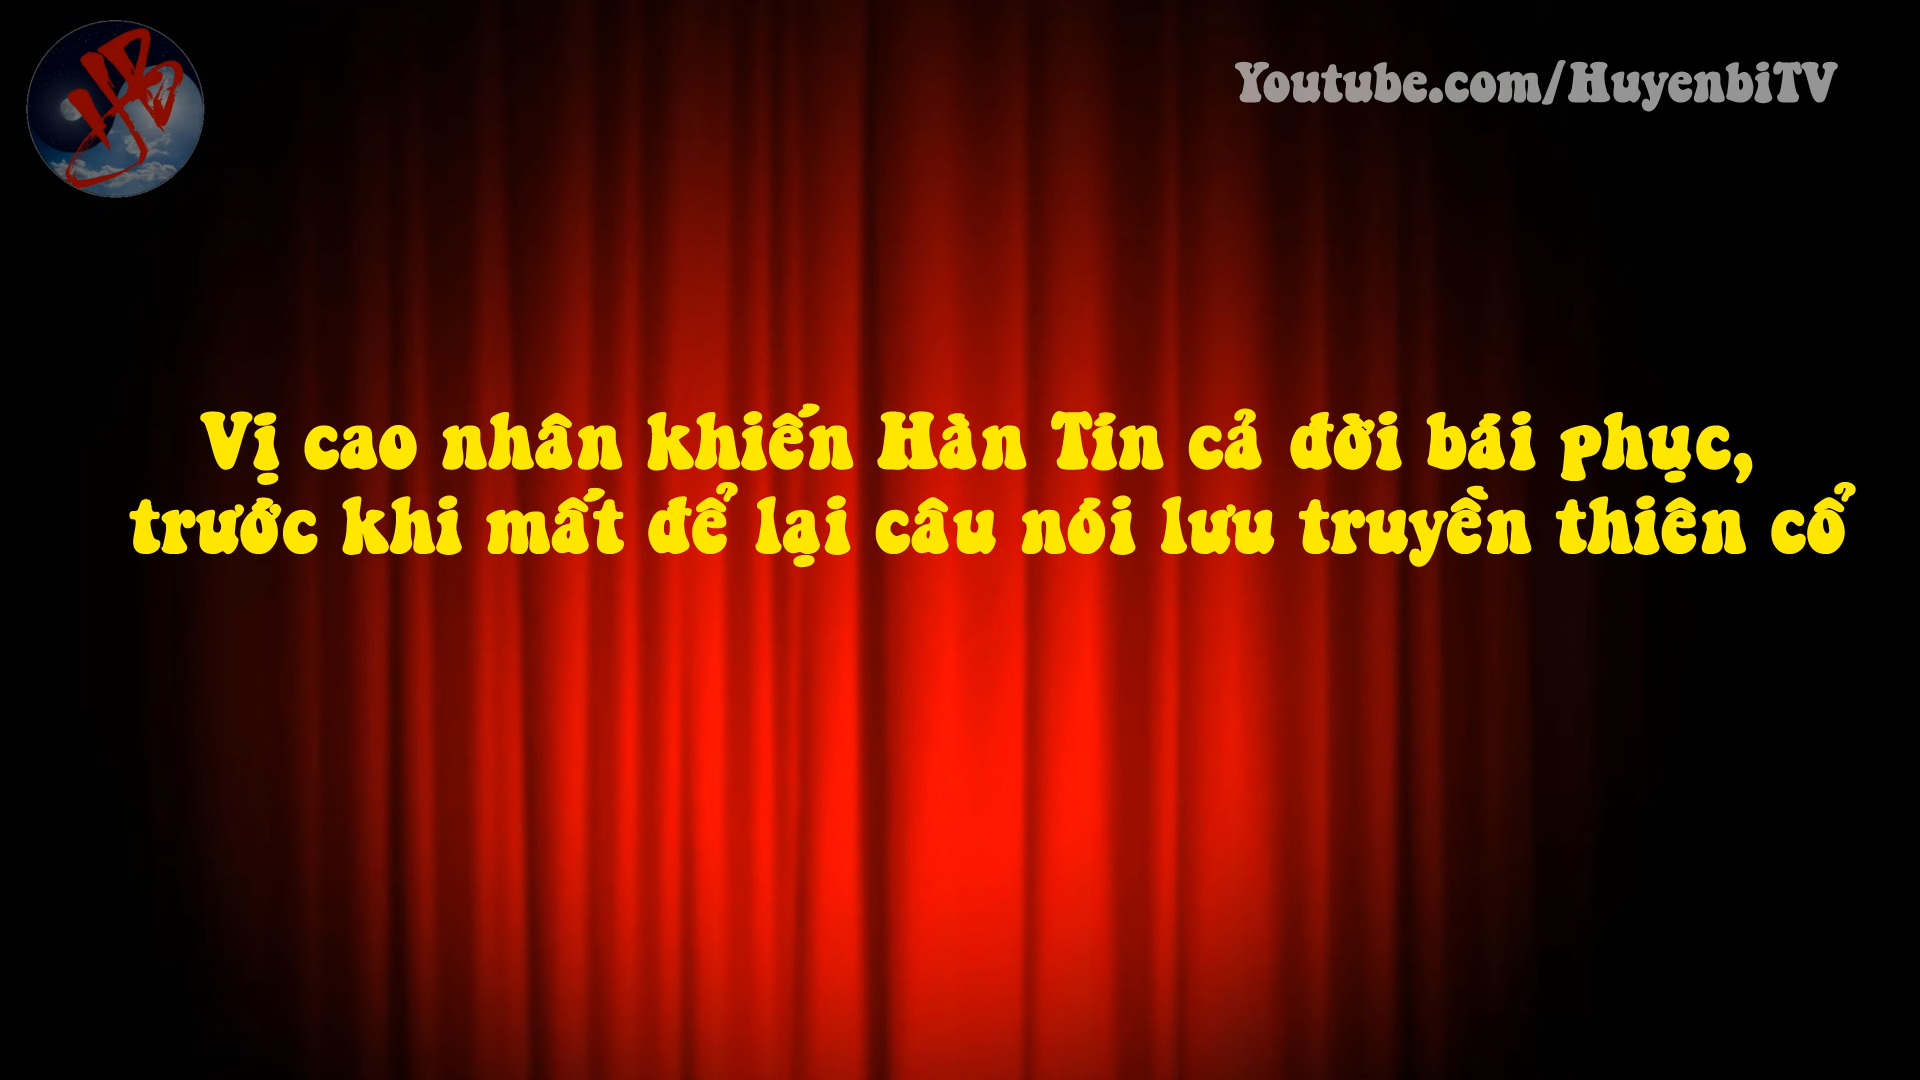 HB
Youtube.com/HuyenbiTV
Vị cao nhân khiến Hàn Tín cả đời bái phục,
trước khi mất để lại câu nói lưu truyền thiên cổ